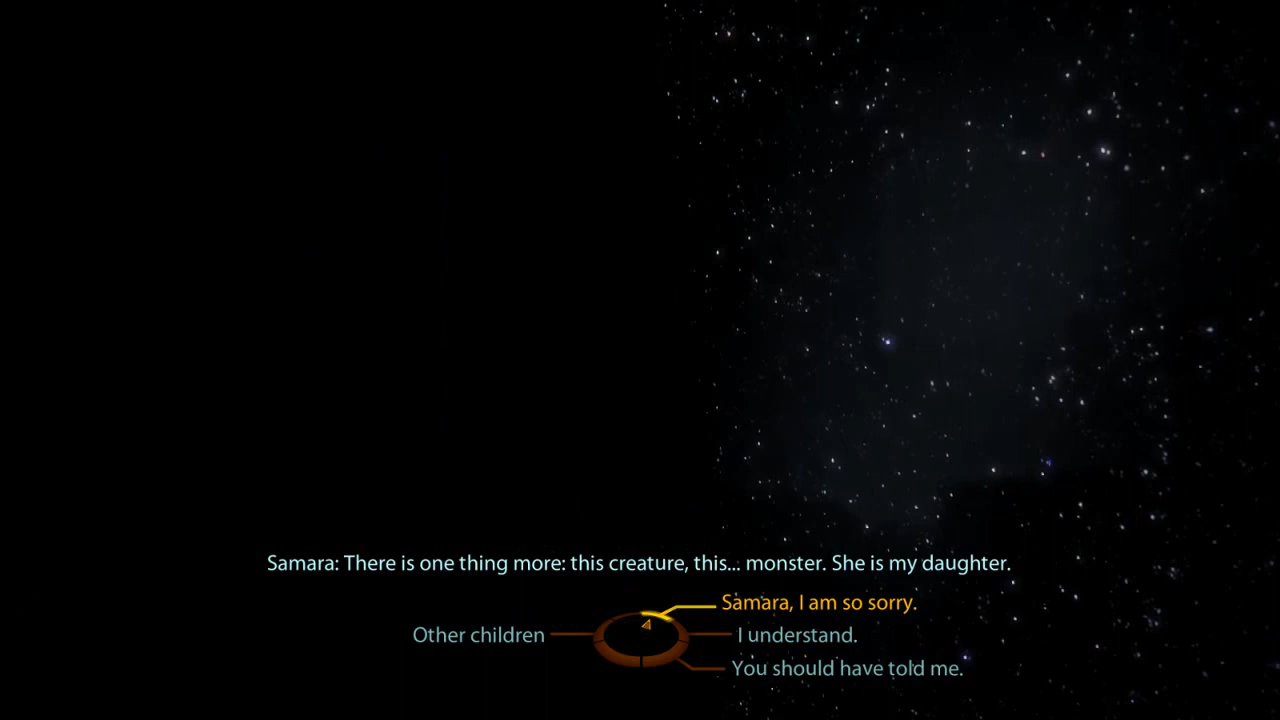 Samara: There is one thing more: this creature, this... monster. She is my daughter.
Samara, I am so sorry.
Other children
I understand.
You should have told me.